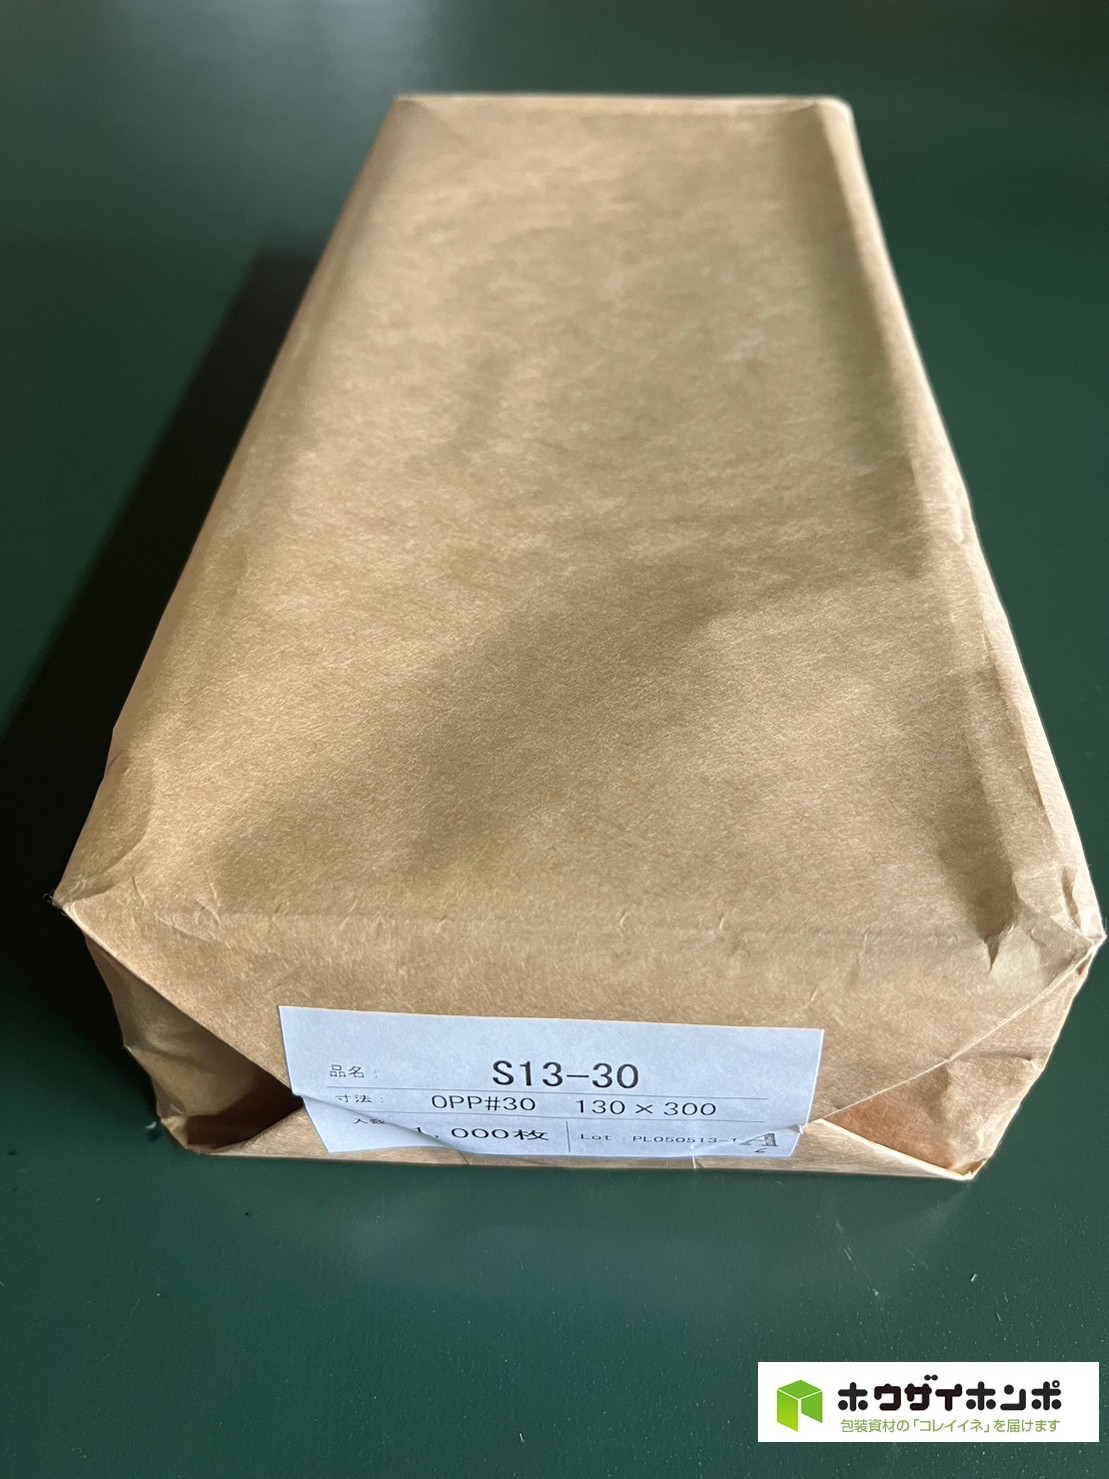 品名： S13-30
寸法： OPP#30 130×300
入数 1,000枚 Lot PL050513-1
ホウザイホンポ
包装資材の「コレイイネ」を届けます